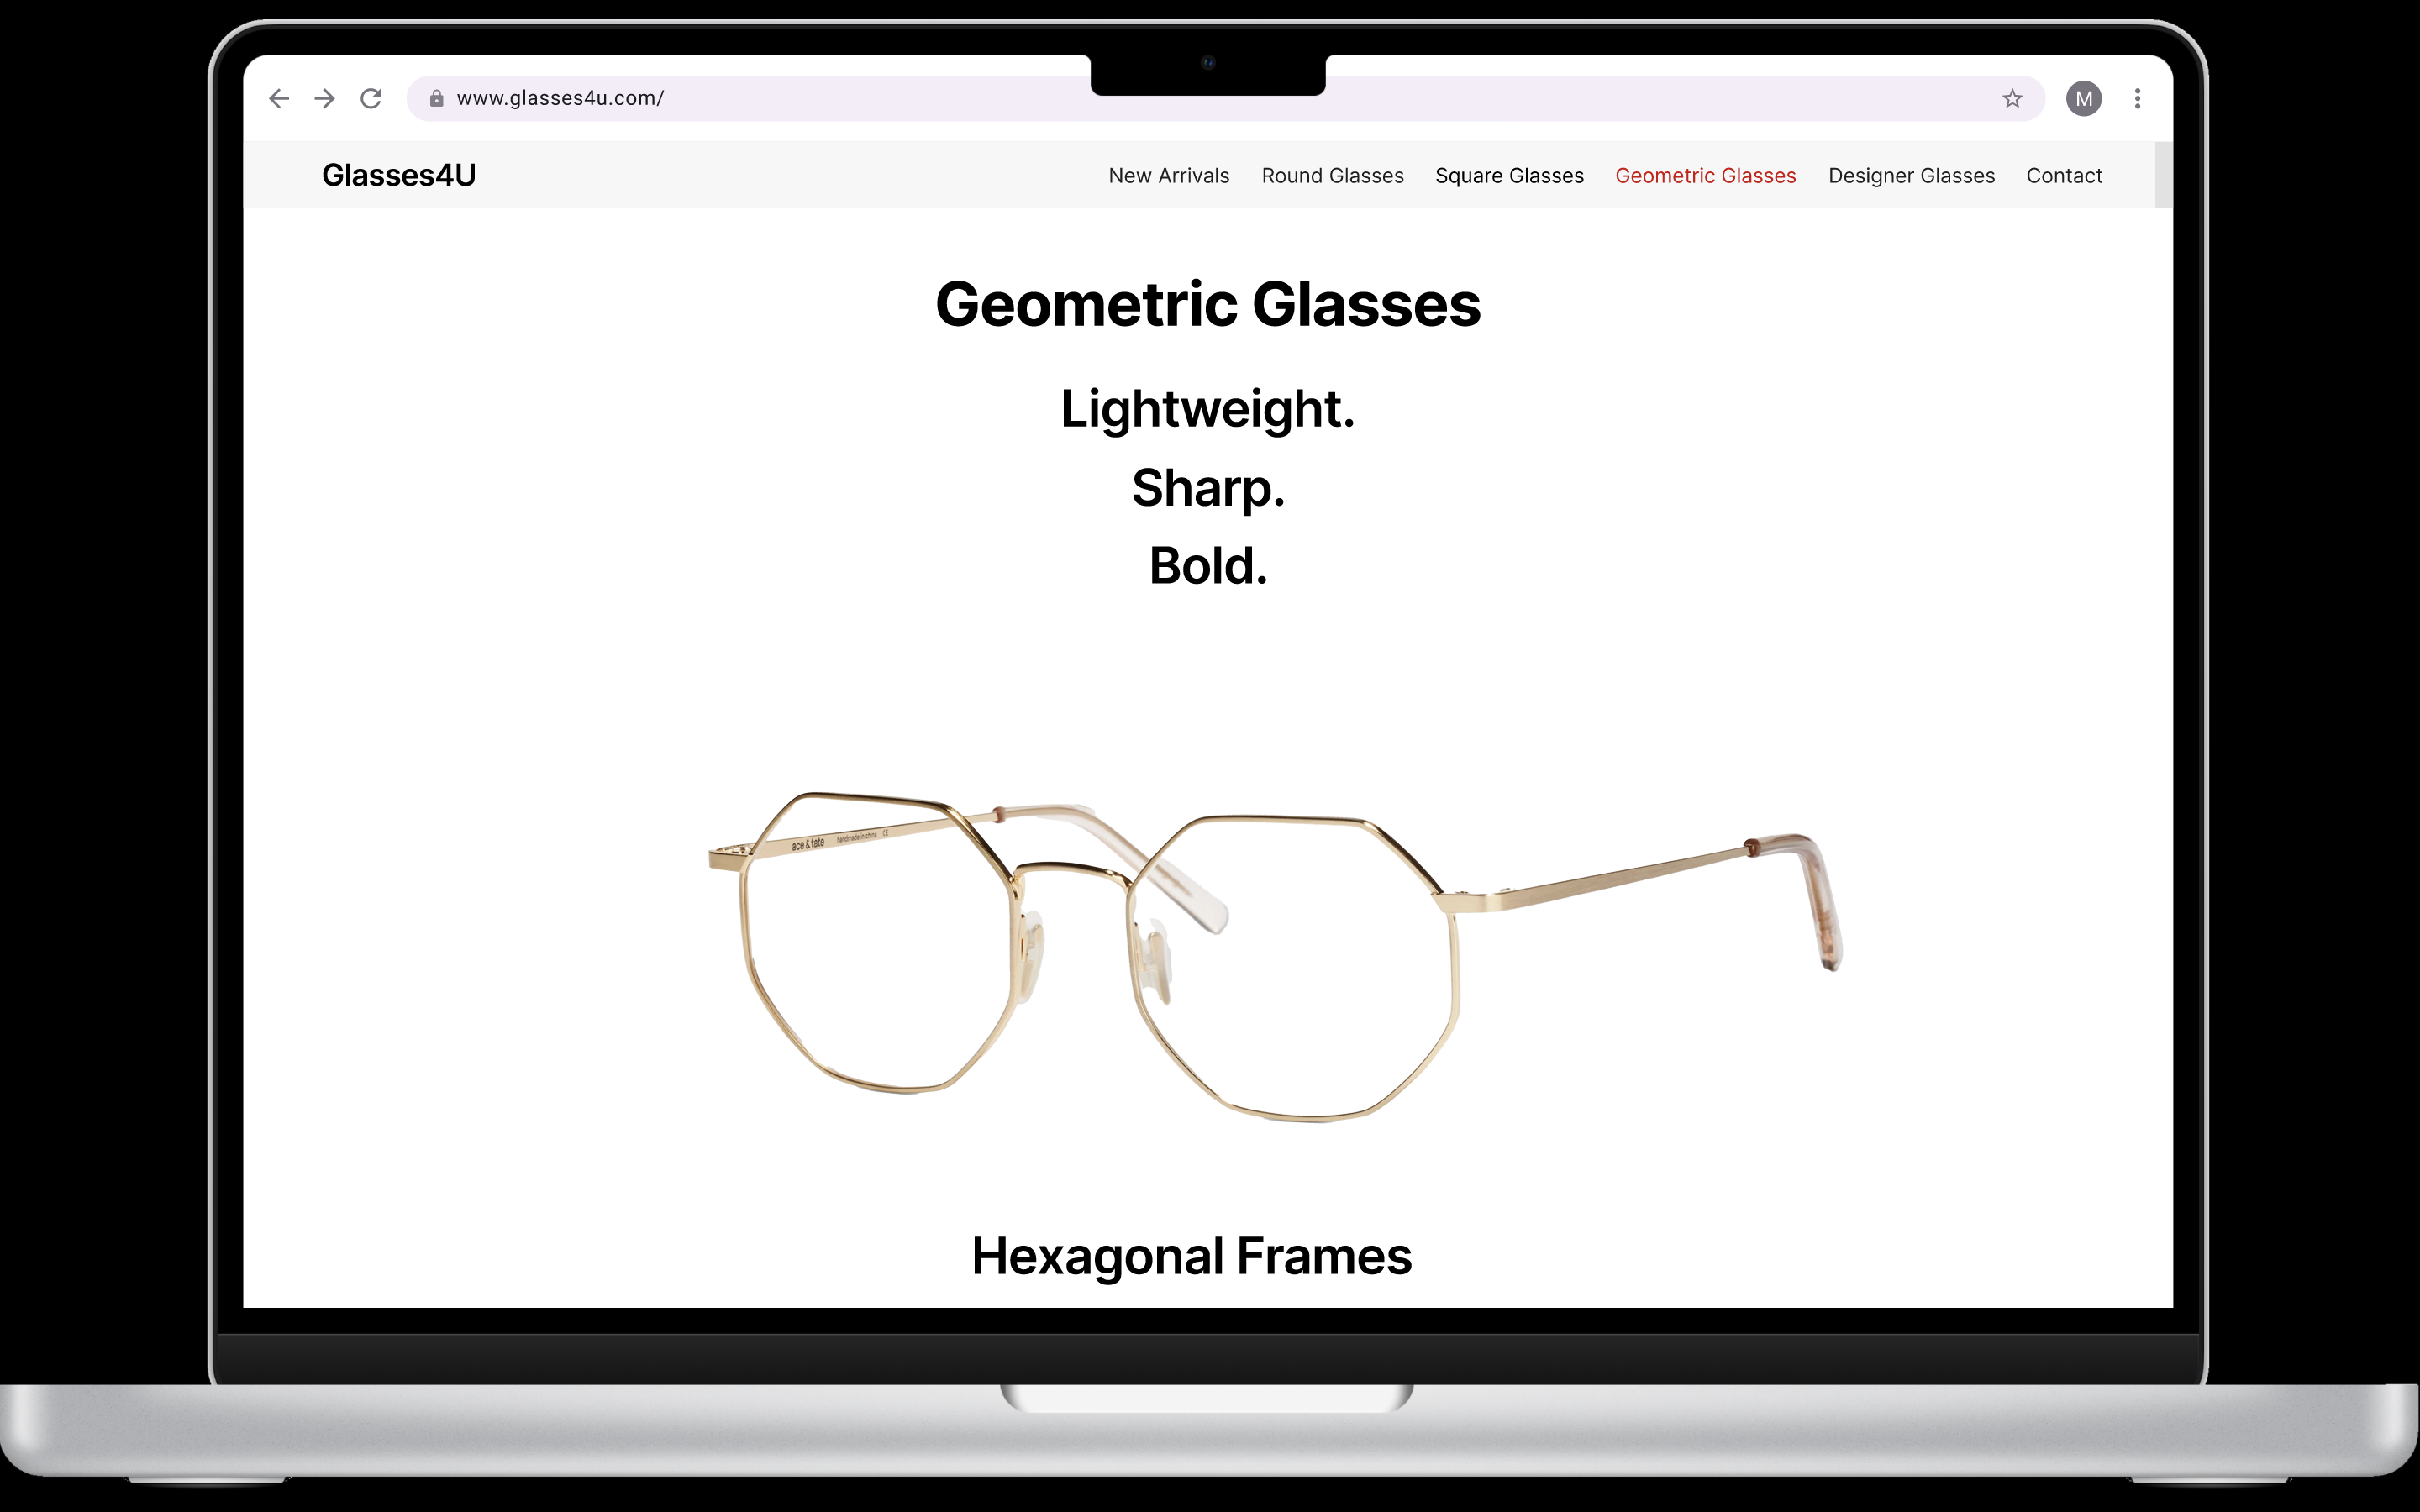 www.glasses4u.com/
M
Glasses4U
New Arrivals Round Glasses Square Glasses Geometric Glasses Designer Glasses Contact
Geometric Glasses
Lightweight.
Sharp.
Bold.
ace & tate handmade in china CE
Hexagonal Frames